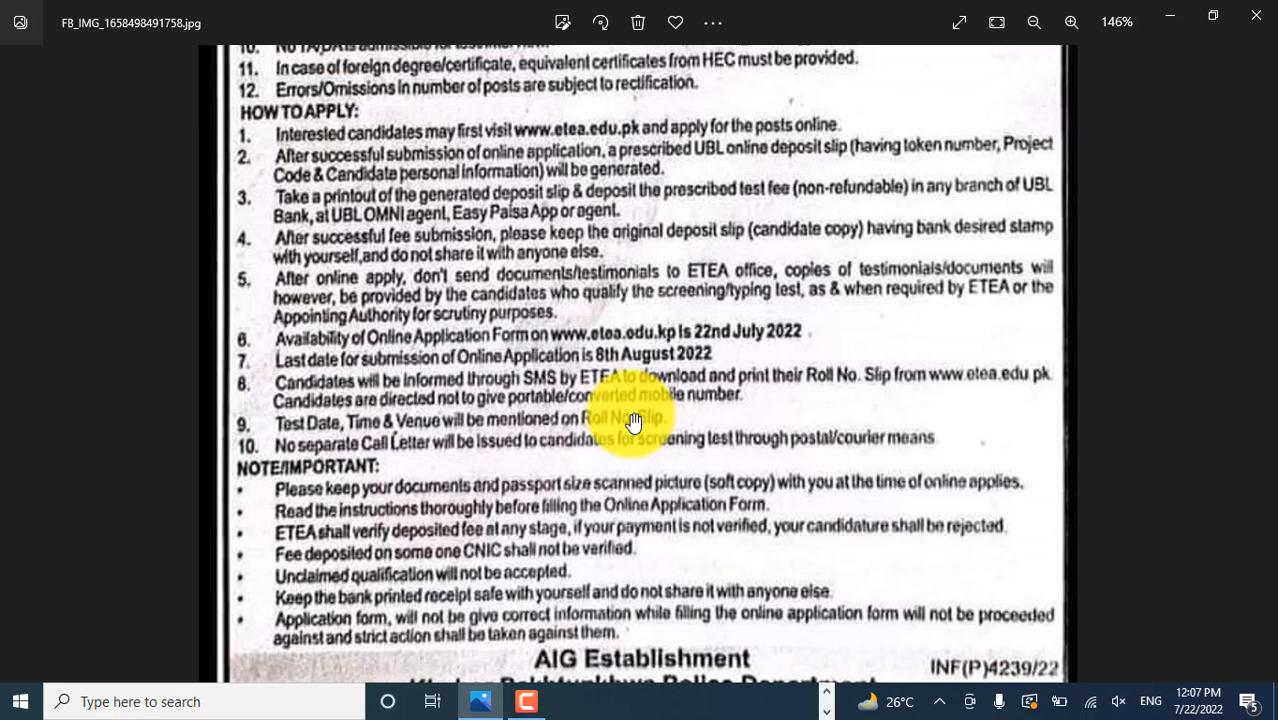 FB_IMG_1658498491758.jpg
146%
10. No TA/DA is admissible for test/interview
11. In case of foreign degree/certificate, equivalent certificates from HEC must be provided.
12. Errors/Omissions in number of posts are subject to rectification.
HOW TO APPLY:
1. Interested candidates may first visit www.etea.edu.pk and apply for the posts online.
2. After successful submission of online application, a prescribed UBL online deposit slip (having token number, Project
Code & Candidate personal Information) will be generated.
3. Take a printout of the generated deposit slip & deposit the prescribed test fee (non-refundable) in any branch of UBL
Bank, at UBL OMNI agent, Easy Paisa App or agent.
4. After successful fee submission, please keep the original deposit slip (candidate copy) having bank desired stamp
with yourself,and do not share it with anyone else.
5. After online apply, don't send documents/testimonials to ETEA office, copies of testimonials/documents will
however, be provided by the candidates who qualify the screening/typing test, as & when required by ETEA or the
Appointing Authority for scrutiny purposes.
6. Availability of Online Application Form on www.etea.edu.kp is 22nd July 2022
7. Last date for submission of Online Application is 8th August 2022
8. Candidates will be informed through SMS by ETEA to download and print their Roll No. Slip from www.etea.edu pk.
Candidates are directed not to give portable/converted mobile number.
9. Test Date, Time & Venue will be mentioned on Roll No. Slip.
10. No separate Call Letter will be issued to candidates for screening test through postal/courier means
NOTE/IMPORTANT:
• Please keep your documents and passport size scanned picture (soft copy) with you at the time of online applies.
• Read the instructions thoroughly before filling the Online Application Form.
• ETEA shall verify deposited fee at any stage, if your payment is not verified, your candidature shall be rejected.
• Fee deposited on some one CNIC shall not be verified.
• Unclaimed qualification will not be accepted.
• Keep the bank printed receipt safe with yourself and do not share it with anyone else.
• Application form, will not be give correct information while filling the online application form will not be proceeded
against and strict action shall be taken against them.
AIG Establishment
INF(P)4239/22
Khyber Pakhtunkhwa Police Department
Type here to search
26°C
ENG
12:07 PM
7/22/2022
5